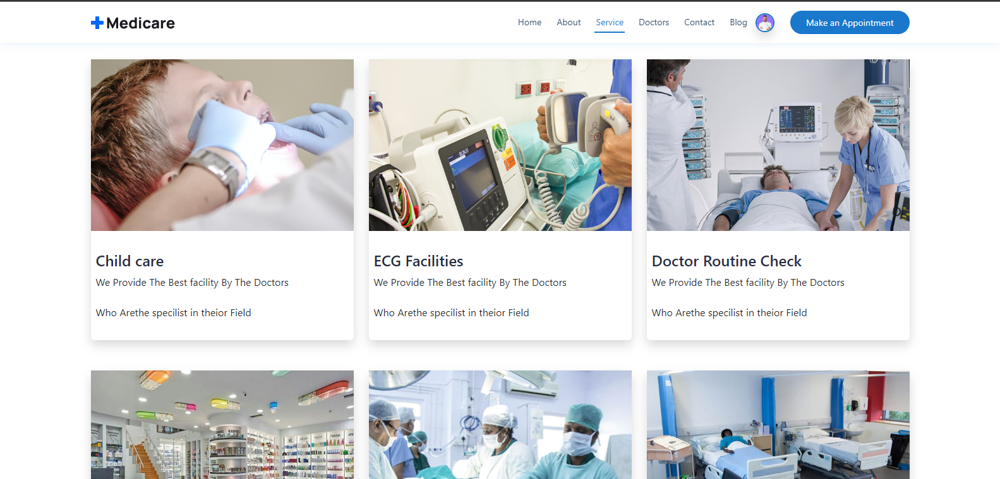 Medicare
Home About Service Doctors Contact Blog Make an Appointment
Child care
We Provide The Best facility By The Doctors
Who Arethe specilist in theior Field
ECG Facilities
We Provide The Best facility By The Doctors
Who Arethe specilist in theior Field
Doctor Routine Check
We Provide The Best facility By The Doctors
Who Arethe specilist in theior Field